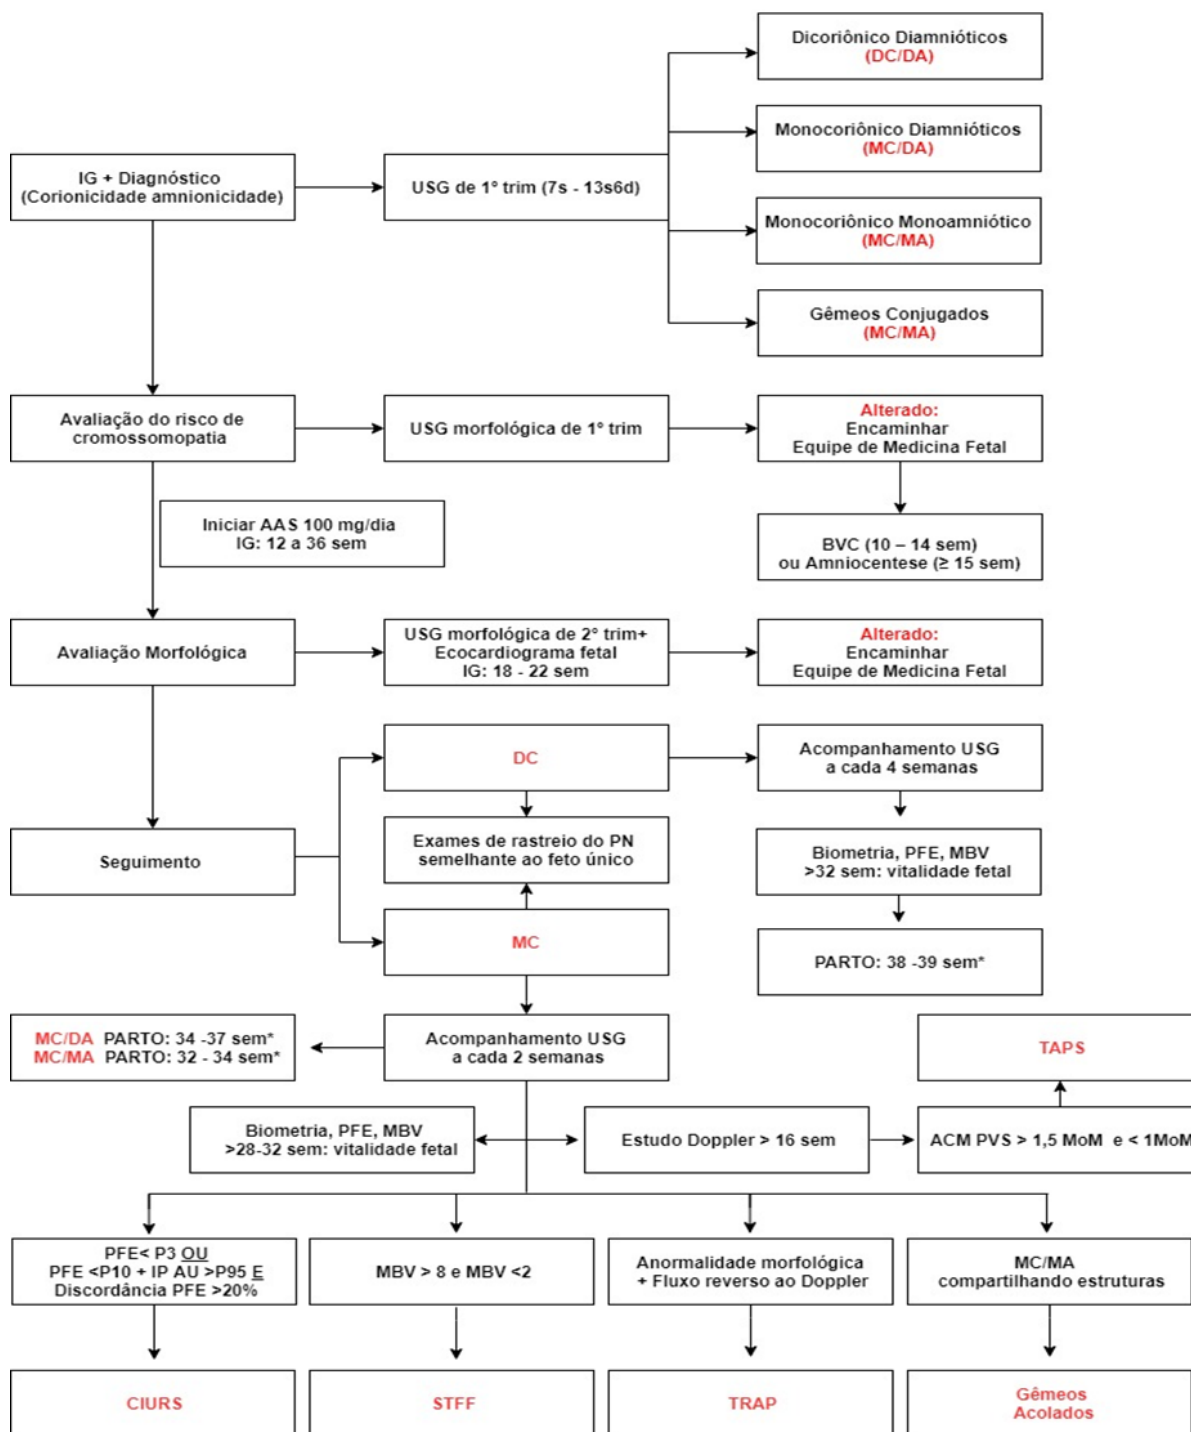 Dicoriônico Diamnióticos
(DC/DA)
Monocoriônico Diamnióticos
(MC/DA)
IG + Diagnóstico
(Corionicidade amnionicidade)
USG de 1º trim (7s - 13s6d)
Monocoriônico Monoamniótico
(MC/MA)
Gêmeos Conjugados
(MC/MA)
Avaliação do risco de
cromossomopatia
USG morfológica de 1º trim
Alterado:
Encaminhar
Equipe de Medicina Fetal
Iniciar AAS 100 mg/dia
IG: 12 a 36 sem
BVC (10 – 14 sem)
ou Amniocentese (≥ 15 sem)
Avaliação Morfológica
USG morfológica de 2° trim+
Ecocardiograma fetal
IG: 18 - 22 sem
Alterado:
Encaminhar
Equipe de Medicina Fetal
DC
Acompanhamento USG
a cada 4 semanas
Seguimento
Exames de rastreio do PN
semelhante ao feto único
Biometria, PFE, MBV
>32 sem: vitalidade fetal
MC
PARTO: 38 -39 sem*
MC/DA PARTO: 34 -37 sem*
MC/MA PARTO: 32 - 34 sem*
Acompanhamento USG
a cada 2 semanas
TAPS
Biometria, PFE, MBV
>28-32 sem: vitalidade fetal
Estudo Doppler > 16 sem
ACM PVS > 1,5 MoM e < 1MoM
PFE< P3 OU
PFE <P10 + IP AU >P95 E
Discordância PFE >20%
MBV > 8 e MBV <2
Anormalidade morfológica
+ Fluxo reverso ao Doppler
MC/MA
compartilhando estruturas
CIURS
STFF
TRAP
Gêmeos
Acolados